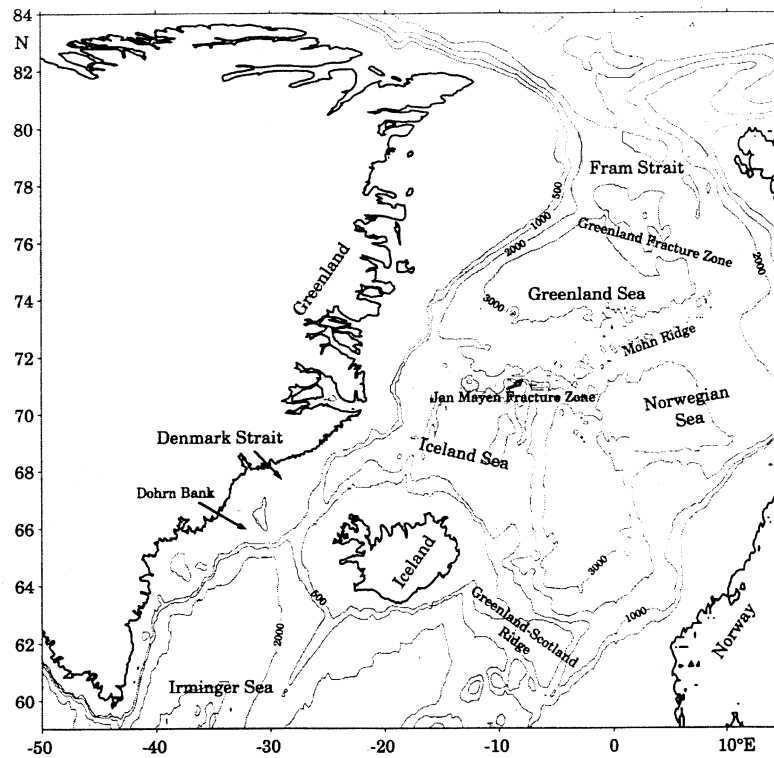 84
N
82
80
78
76
74
72
70
68
66
64
62
60
Fram Strait
500
1000
2000
Greenland Fracture Zone
2000
Greenland
3000
Greenland Sea
Mohn Ridge
Jan Mayen Fracture Zone
Norwegian
Sea
Denmark Strait
Iceland Sea
Dohrn Bank
Iceland
3000
500
Greenland-Scotland
Ridge
1000
2000
Norway
Irminger Sea
-50
-40
-30
-20
-10
0
10°E